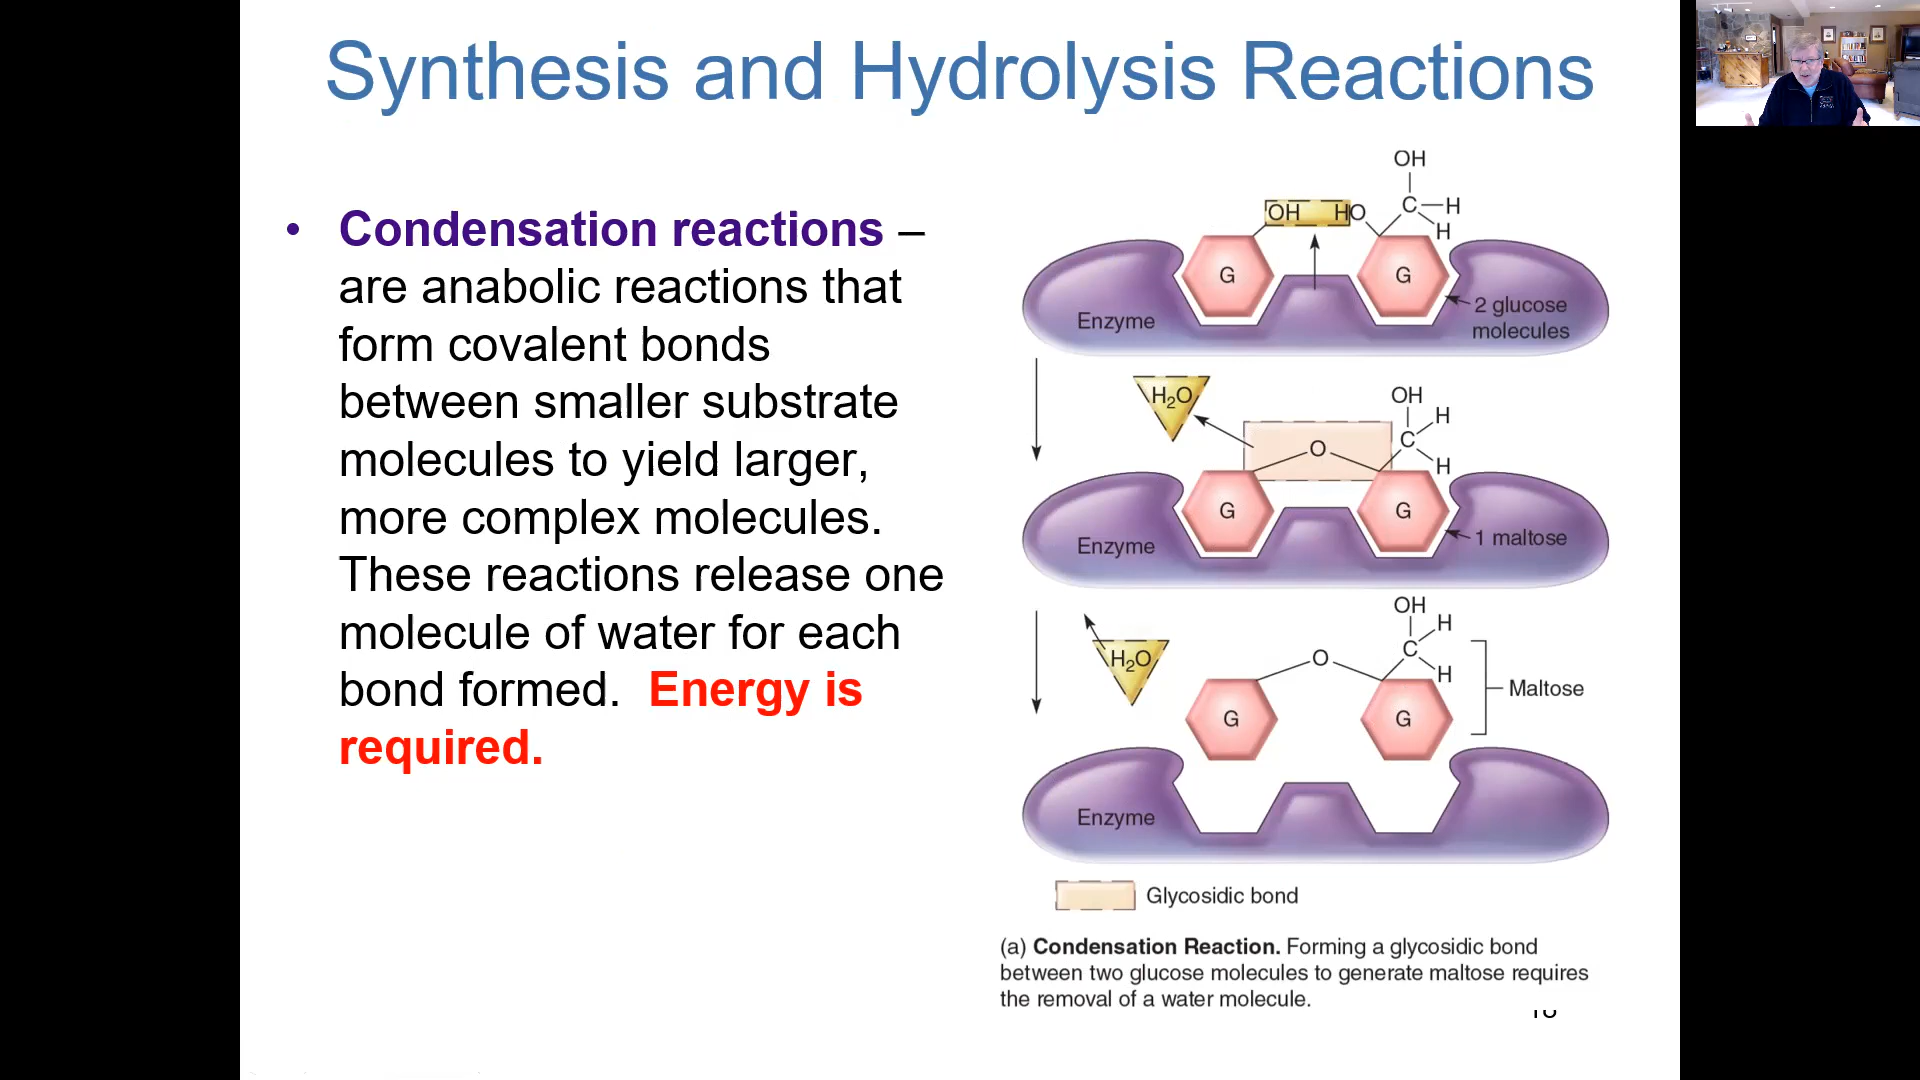 Synthesis and Hydrolysis Reactions
• Condensation reactions –
are anabolic reactions that
form covalent bonds
between smaller substrate
molecules to yield larger,
more complex molecules.
These reactions release one
molecule of water for each
bond formed. Energy is
required.
OH
OH HO C H
H
G G
Enzyme
2 glucose
molecules
H₂O
OH
H
O C
H
G G
Enzyme
1 maltose
OH
H
H₂O O C
H
Maltose
G G
Enzyme
Glycosidic bond
(a) Condensation Reaction. Forming a glycosidic bond
between two glucose molecules to generate maltose requires
the removal of a water molecule.